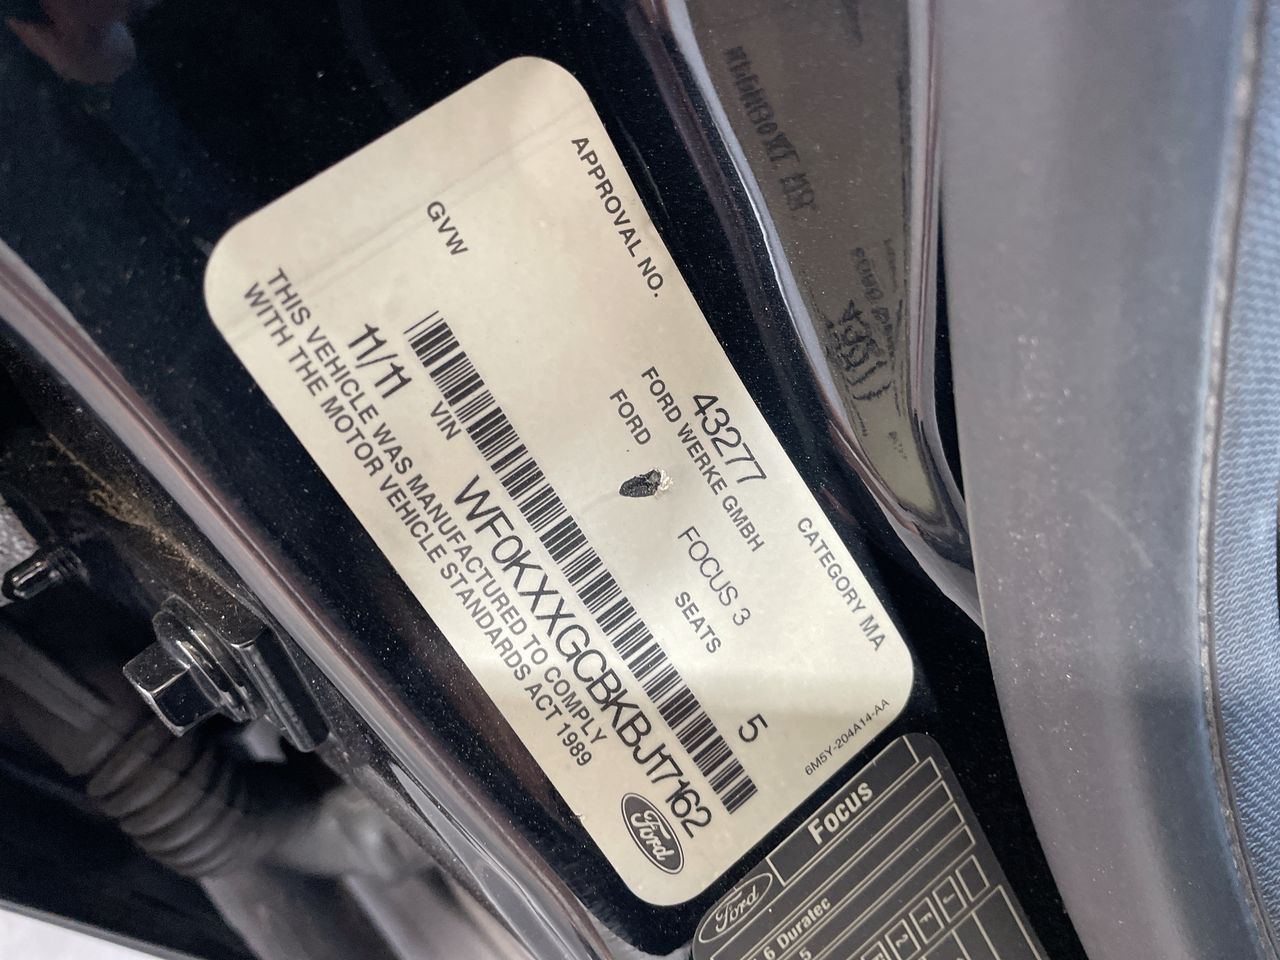 APPROVAL NO. 43277 CATEGORY MA
FORD WERKE GMBH
FORD FOCUS 3
GVW SEATS 5
11/11 VIN WF0KXXGCBKBJ17162
THIS VEHICLE WAS MANUFACTURED TO COMPLY
WITH THE MOTOR VEHICLE STANDARDS ACT 1989
Ford
6M5Y-204A14-AA
Ford Focus
6 Duratec
5